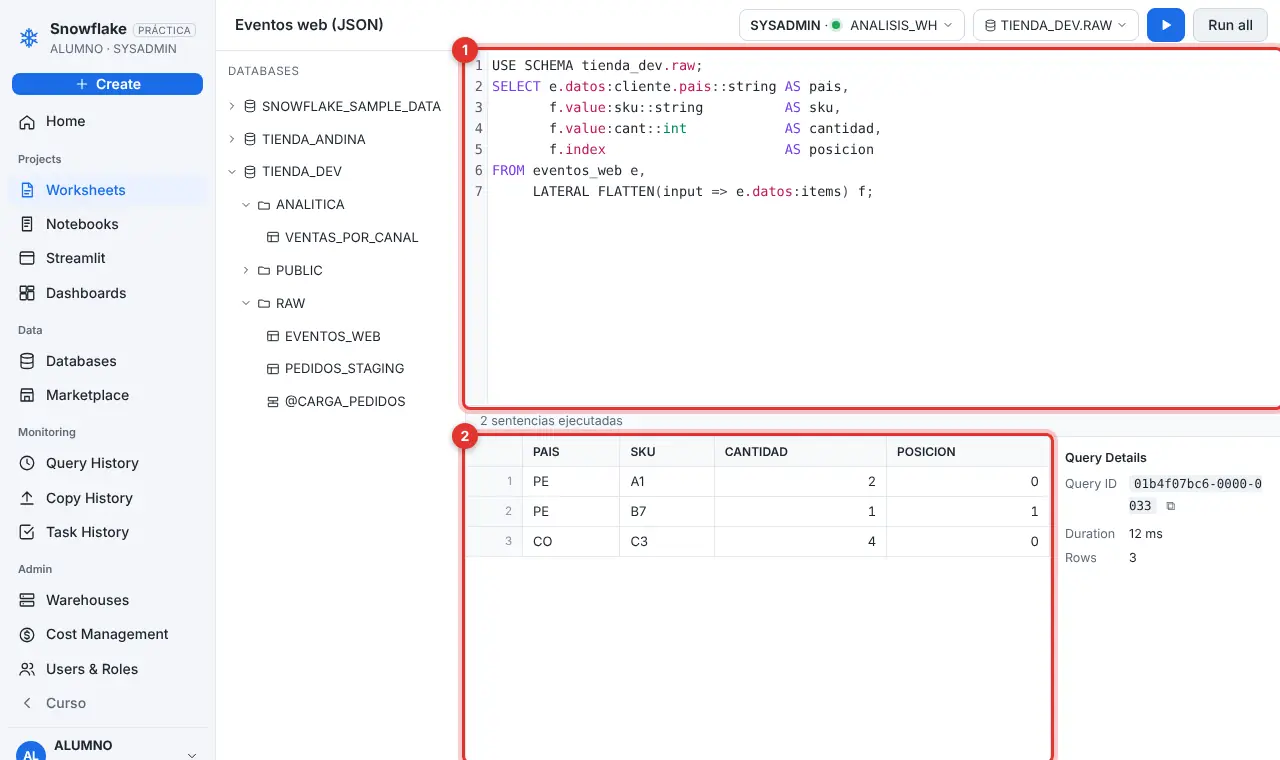 Snowflake PRÁCTICA
ALUMNO · SYSADMIN
+ Create
Home
Projects
Worksheets
Notebooks
Streamlit
Dashboards
Data
Databases
Marketplace
Monitoring
Query History
Copy History
Task History
Admin
Warehouses
Cost Management
Users & Roles
Curso
AL ALUMNO
Eventos web (JSON)
SYSADMIN · ANALISIS_WH
TIENDA_DEV.RAW
Run all
DATABASES
SNOWFLAKE_SAMPLE_DATA
TIENDA_ANDINA
TIENDA_DEV
ANALITICA
VENTAS_POR_CANAL
PUBLIC
RAW
EVENTOS_WEB
PEDIDOS_STAGING
@CARGA_PEDIDOS
1
1 USE SCHEMA tienda_dev.raw;
2 SELECT e.datos:cliente.pais::string AS pais,
3 f.value:sku::string AS sku,
4 f.value:cant::int AS cantidad,
5 f.index AS posicion
6 FROM eventos_web e,
7 LATERAL FLATTEN(input => e.datos:items) f;
2 sentencias ejecutadas
2
PAIS SKU CANTIDAD POSICION
1 PE A1 2 0
2 PE B7 1 1
3 CO C3 4 0
Query Details
Query ID 01b4f07bc6-0000-0
033
Duration 12 ms
Rows 3